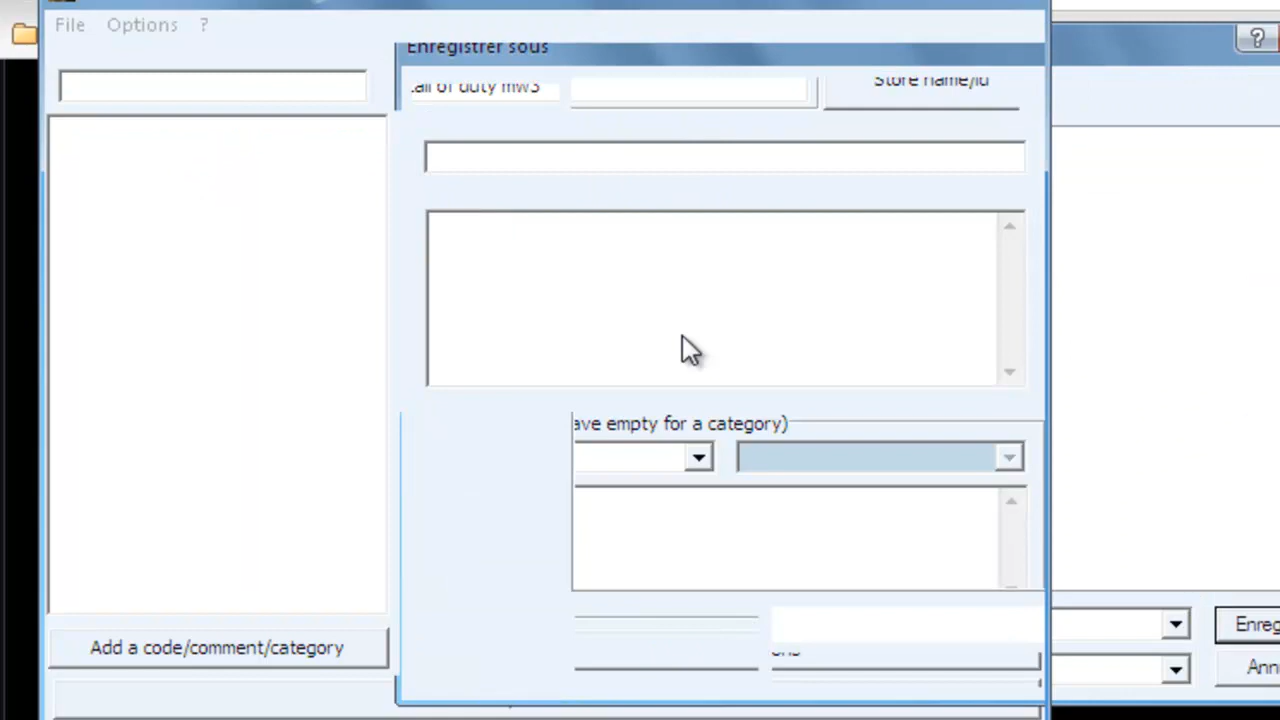 File Options ?
Enregistrer sous
?
all of duty mw3
Store name/id
ave empty for a category)
Add a code/comment/category
Enreg
Ann